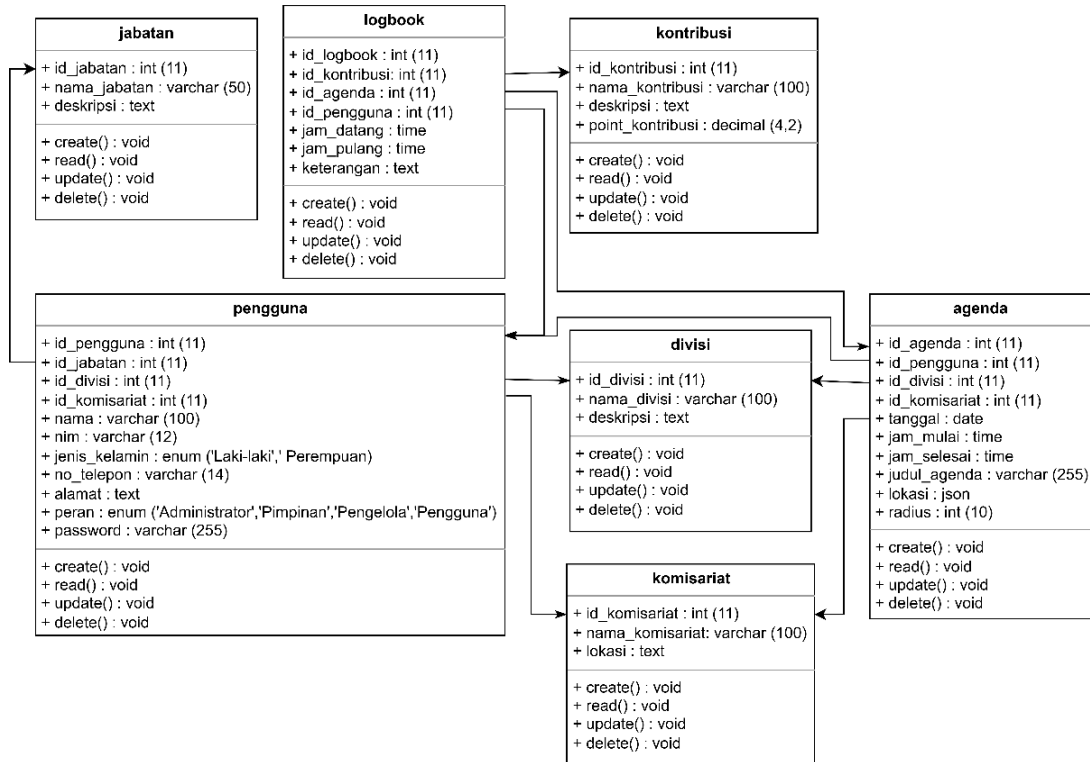 jabatan
+ id_jabatan : int (11)
+ nama_jabatan : varchar (50)
+ deskripsi : text
+ create() : void
+ read() : void
+ update() : void
+ delete() : void
logbook
+ id_logbook : int (11)
+ id_kontribusi: int (11)
+ id_agenda : int (11)
+ id_pengguna : int (11)
+ jam_datang : time
+ jam_pulang : time
+ keterangan : text
+ create() : void
+ read() : void
+ update() : void
+ delete() : void
kontribusi
+ id_kontribusi : int (11)
+ nama_kontribusi : varchar (100)
+ deskripsi : text
+ point_kontribusi : decimal (4,2)
+ create() : void
+ read() : void
+ update() : void
+ delete() : void
pengguna
+ id_pengguna : int (11)
+ id_jabatan : int (11)
+ id_divisi : int (11)
+ id_komisariat : int (11)
+ nama : varchar (100)
+ nim : varchar (12)
+ jenis_kelamin : enum ('Laki-laki',' Perempuan)
+ no_telepon : varchar (14)
+ alamat : text
+ peran : enum ('Administrator','Pimpinan','Pengelola','Pengguna')
+ password : varchar (255)
+ create() : void
+ read() : void
+ update() : void
+ delete() : void
divisi
+ id_divisi : int (11)
+ nama_divisi : varchar (100)
+ deskripsi : text
+ create() : void
+ read() : void
+ update() : void
+ delete() : void
agenda
+ id_agenda : int (11)
+ id_pengguna : int (11)
+ id_divisi : int (11)
+ id_komisariat : int (11)
+ tanggal : date
+ jam_mulai : time
+ jam_selesai : time
+ judul_agenda : varchar (255)
+ lokasi : json
+ radius : int (10)
+ create() : void
+ read() : void
+ update() : void
+ delete() : void
komisariat
+ id_komisariat : int (11)
+ nama_komisariat: varchar (100)
+ lokasi : text
+ create() : void
+ read() : void
+ update() : void
+ delete() : void